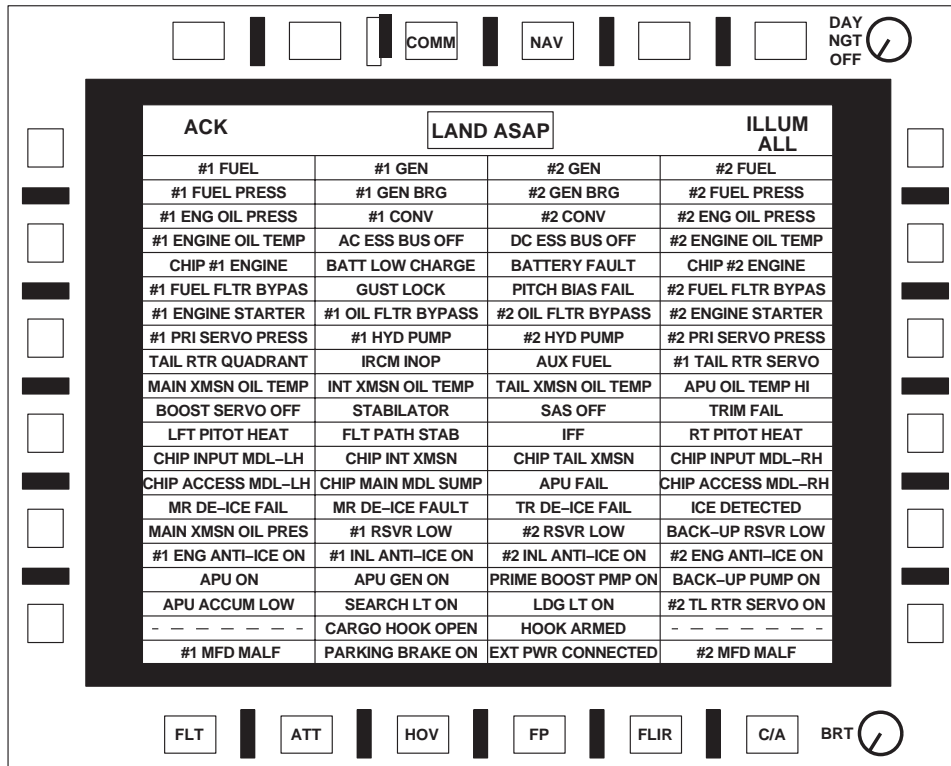 COMM NAV DAY
NGT
OFF
ACK LAND ASAP ILLUM
ALL
#1 FUEL #1 GEN #2 GEN #2 FUEL
#1 FUEL PRESS #1 GEN BRG #2 GEN BRG #2 FUEL PRESS
#1 ENG OIL PRESS #1 CONV #2 CONV #2 ENG OIL PRESS
#1 ENGINE OIL TEMP AC ESS BUS OFF DC ESS BUS OFF #2 ENGINE OIL TEMP
CHIP #1 ENGINE BATT LOW CHARGE BATTERY FAULT CHIP #2 ENGINE
#1 FUEL FLTR BYPAS GUST LOCK PITCH BIAS FAIL #2 FUEL FLTR BYPAS
#1 ENGINE STARTER #1 OIL FLTR BYPASS #2 OIL FLTR BYPASS #2 ENGINE STARTER
#1 PRI SERVO PRESS #1 HYD PUMP #2 HYD PUMP #2 PRI SERVO PRESS
TAIL RTR QUADRANT IRCM INOP AUX FUEL #1 TAIL RTR SERVO
MAIN XMSN OIL TEMP INT XMSN OIL TEMP TAIL XMSN OIL TEMP APU OIL TEMP HI
BOOST SERVO OFF STABILATOR SAS OFF TRIM FAIL
LFT PITOT HEAT FLT PATH STAB IFF RT PITOT HEAT
CHIP INPUT MDL–LH CHIP INT XMSN CHIP TAIL XMSN CHIP INPUT MDL–RH
CHIP ACCESS MDL–LH CHIP MAIN MDL SUMP APU FAIL CHIP ACCESS MDL–RH
MR DE–ICE FAIL MR DE–ICE FAULT TR DE–ICE FAIL ICE DETECTED
MAIN XMSN OIL PRES #1 RSVR LOW #2 RSVR LOW BACK–UP RSVR LOW
#1 ENG ANTI–ICE ON #1 INL ANTI–ICE ON #2 INL ANTI–ICE ON #2 ENG ANTI–ICE ON
APU ON APU GEN ON PRIME BOOST PMP ON BACK–UP PUMP ON
APU ACCUM LOW SEARCH LT ON LDG LT ON #2 TL RTR SERVO ON
– – – – – – – CARGO HOOK OPEN HOOK ARMED – – – – – – –
#1 MFD MALF PARKING BRAKE ON EXT PWR CONNECTED #2 MFD MALF
FLT ATT HOV FP FLIR C/A BRT